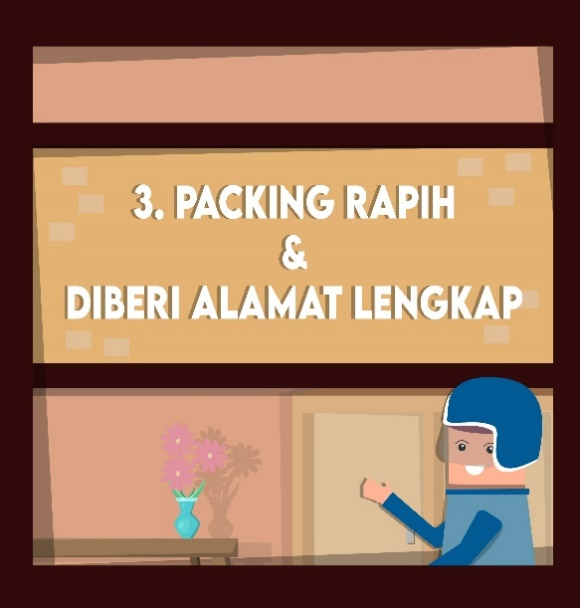 3. PACKING RAPIH
&
DIBERI ALAMAT LENGKAP